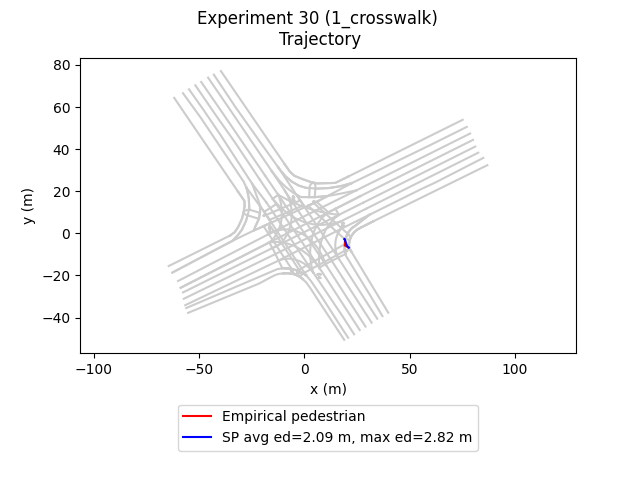 Experiment 30 (1_crosswalk)
Trajectory
80
60
40
20
0
−20
−40
y (m)
−100
−50
0
50
100
x (m)
Empirical pedestrian
SP avg ed=2.09 m, max ed=2.82 m